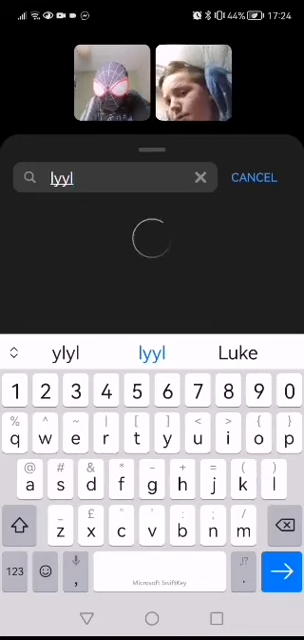 44% 17:24
lyyl CANCEL
ylyl lyyl Luke
1 2 3 4 5 6 7 8 9 0
% ^ ~ | [ ] < > { }
q w e r t y u i o p
@ # & * - + = ( )
a s d f g h j k l
_ £ " ' : ; /
z x c v b n m
123 , Microsoft SwiftKey ,!? .